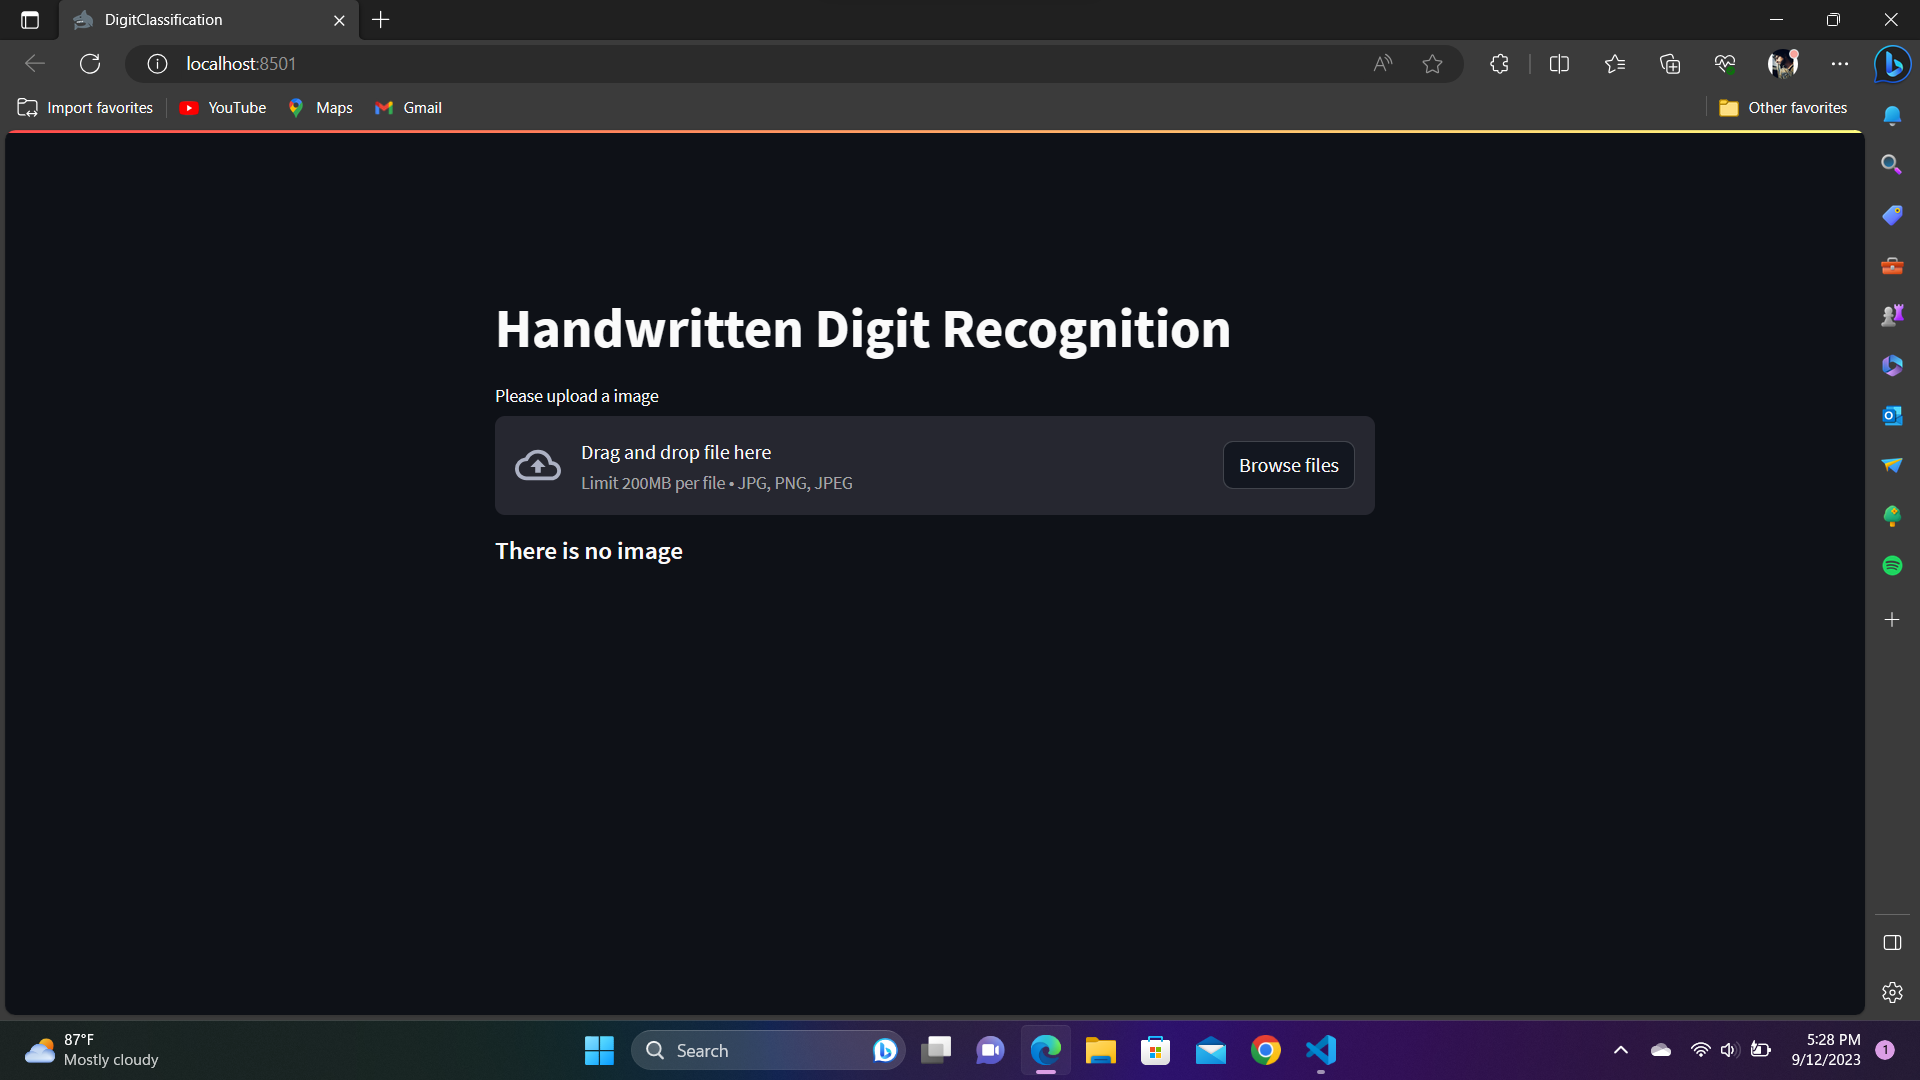 DigitClassification
localhost:8501
Import favorites
YouTube
Maps
Gmail
Other favorites
Handwritten Digit Recognition
Please upload a image
Drag and drop file here
Limit 200MB per file • JPG, PNG, JPEG
Browse files
There is no image
87°F
Mostly cloudy
Search
5:28 PM
9/12/2023
1